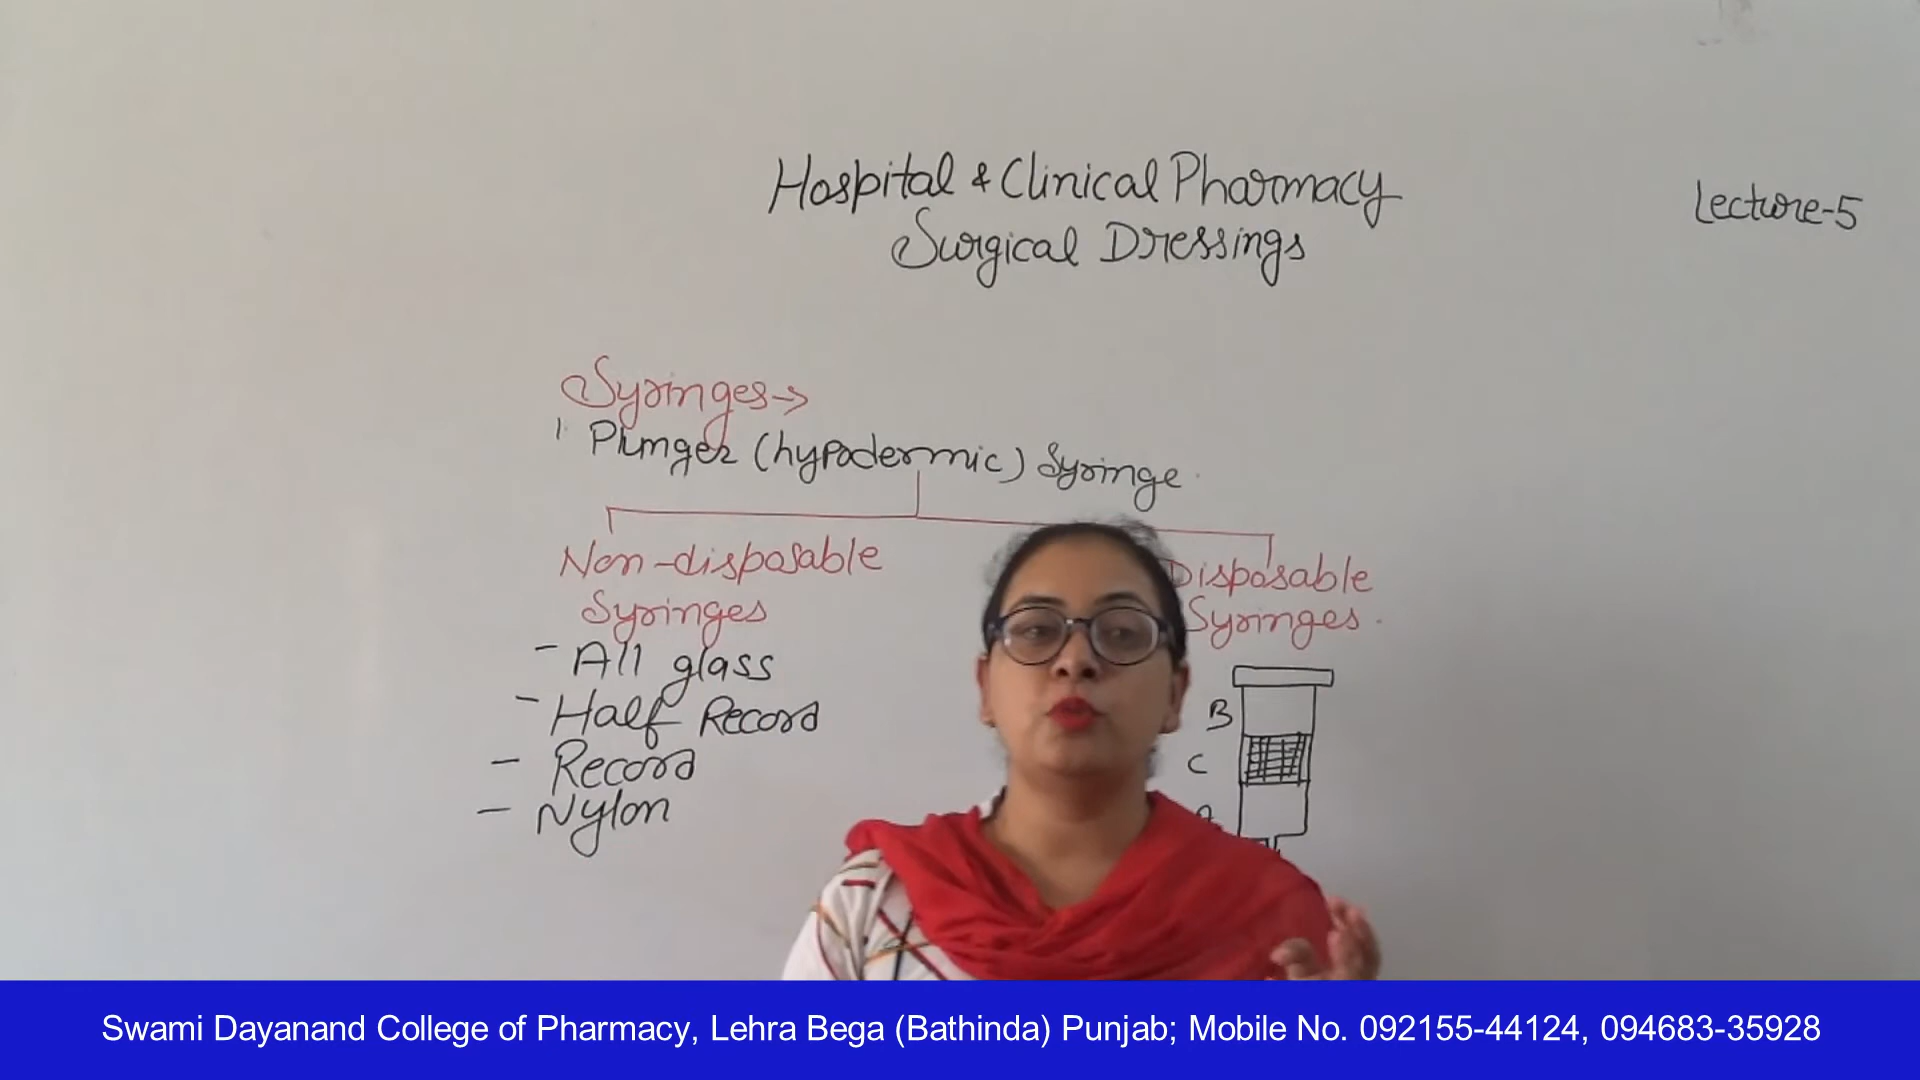 Hospital & Clinical Pharmacy
Surgical Dressings
Lecture-5
Syringes→
1. Plunger (hypodermic) Syringe.
Non-disposable
Syringes
Disposable
Syringes.
- All glass
- Half Record
- Record
- Nylon
B
C
Swami Dayanand College of Pharmacy, Lehra Bega (Bathinda) Punjab; Mobile No. 092155-44124, 094683-35928